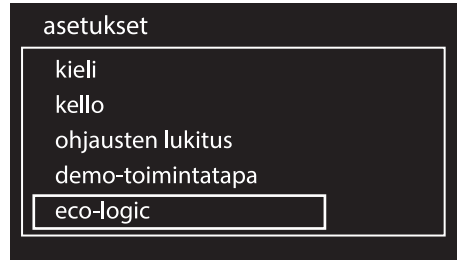 asetukset
kieli
kello
ohjausten lukitus
demo-toimintatapa
eco-logic